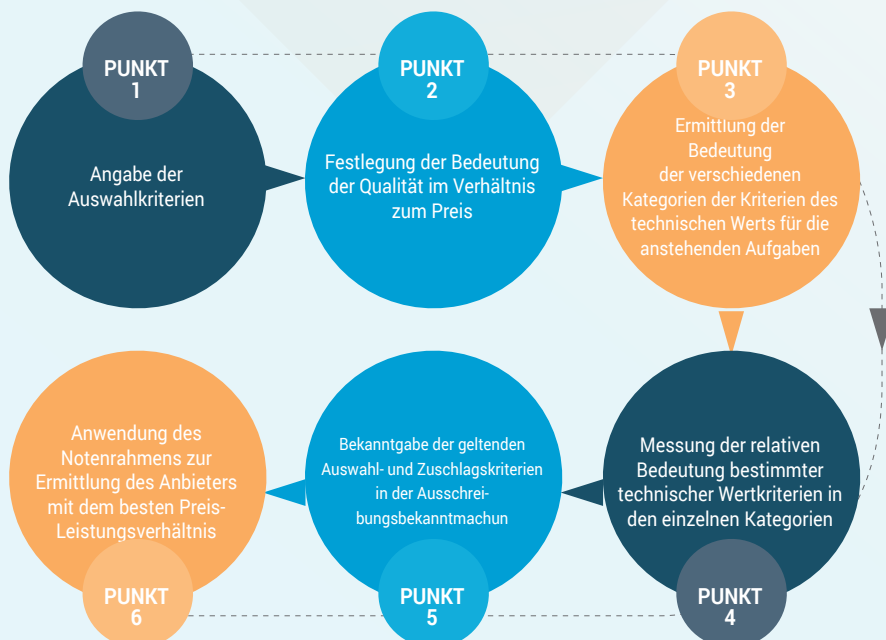 PUNKT
1
Angabe der
Auswahlkriterien
PUNKT
2
Festlegung der Bedeutung
der Qualität im Verhältnis
zum Preis
PUNKT
3
Ermittlung der
Bedeutung
der verschiedenen
Kategorien der Kriterien des
technischen Werts für die
anstehenden Aufgaben
Messung der relativen
Bedeutung bestimmter
technischer Wertkriterien in
den einzelnen Kategorien
PUNKT
4
Bekanntgabe der geltenden
Auswahl- und Zuschlagskriterien
in der Ausschrei-
bungsbekanntmachun
PUNKT
5
Anwendung des
Notenrahmens zur
Ermittlung des Anbieters
mit dem besten Preis-
Leistungsverhältnis
PUNKT
6